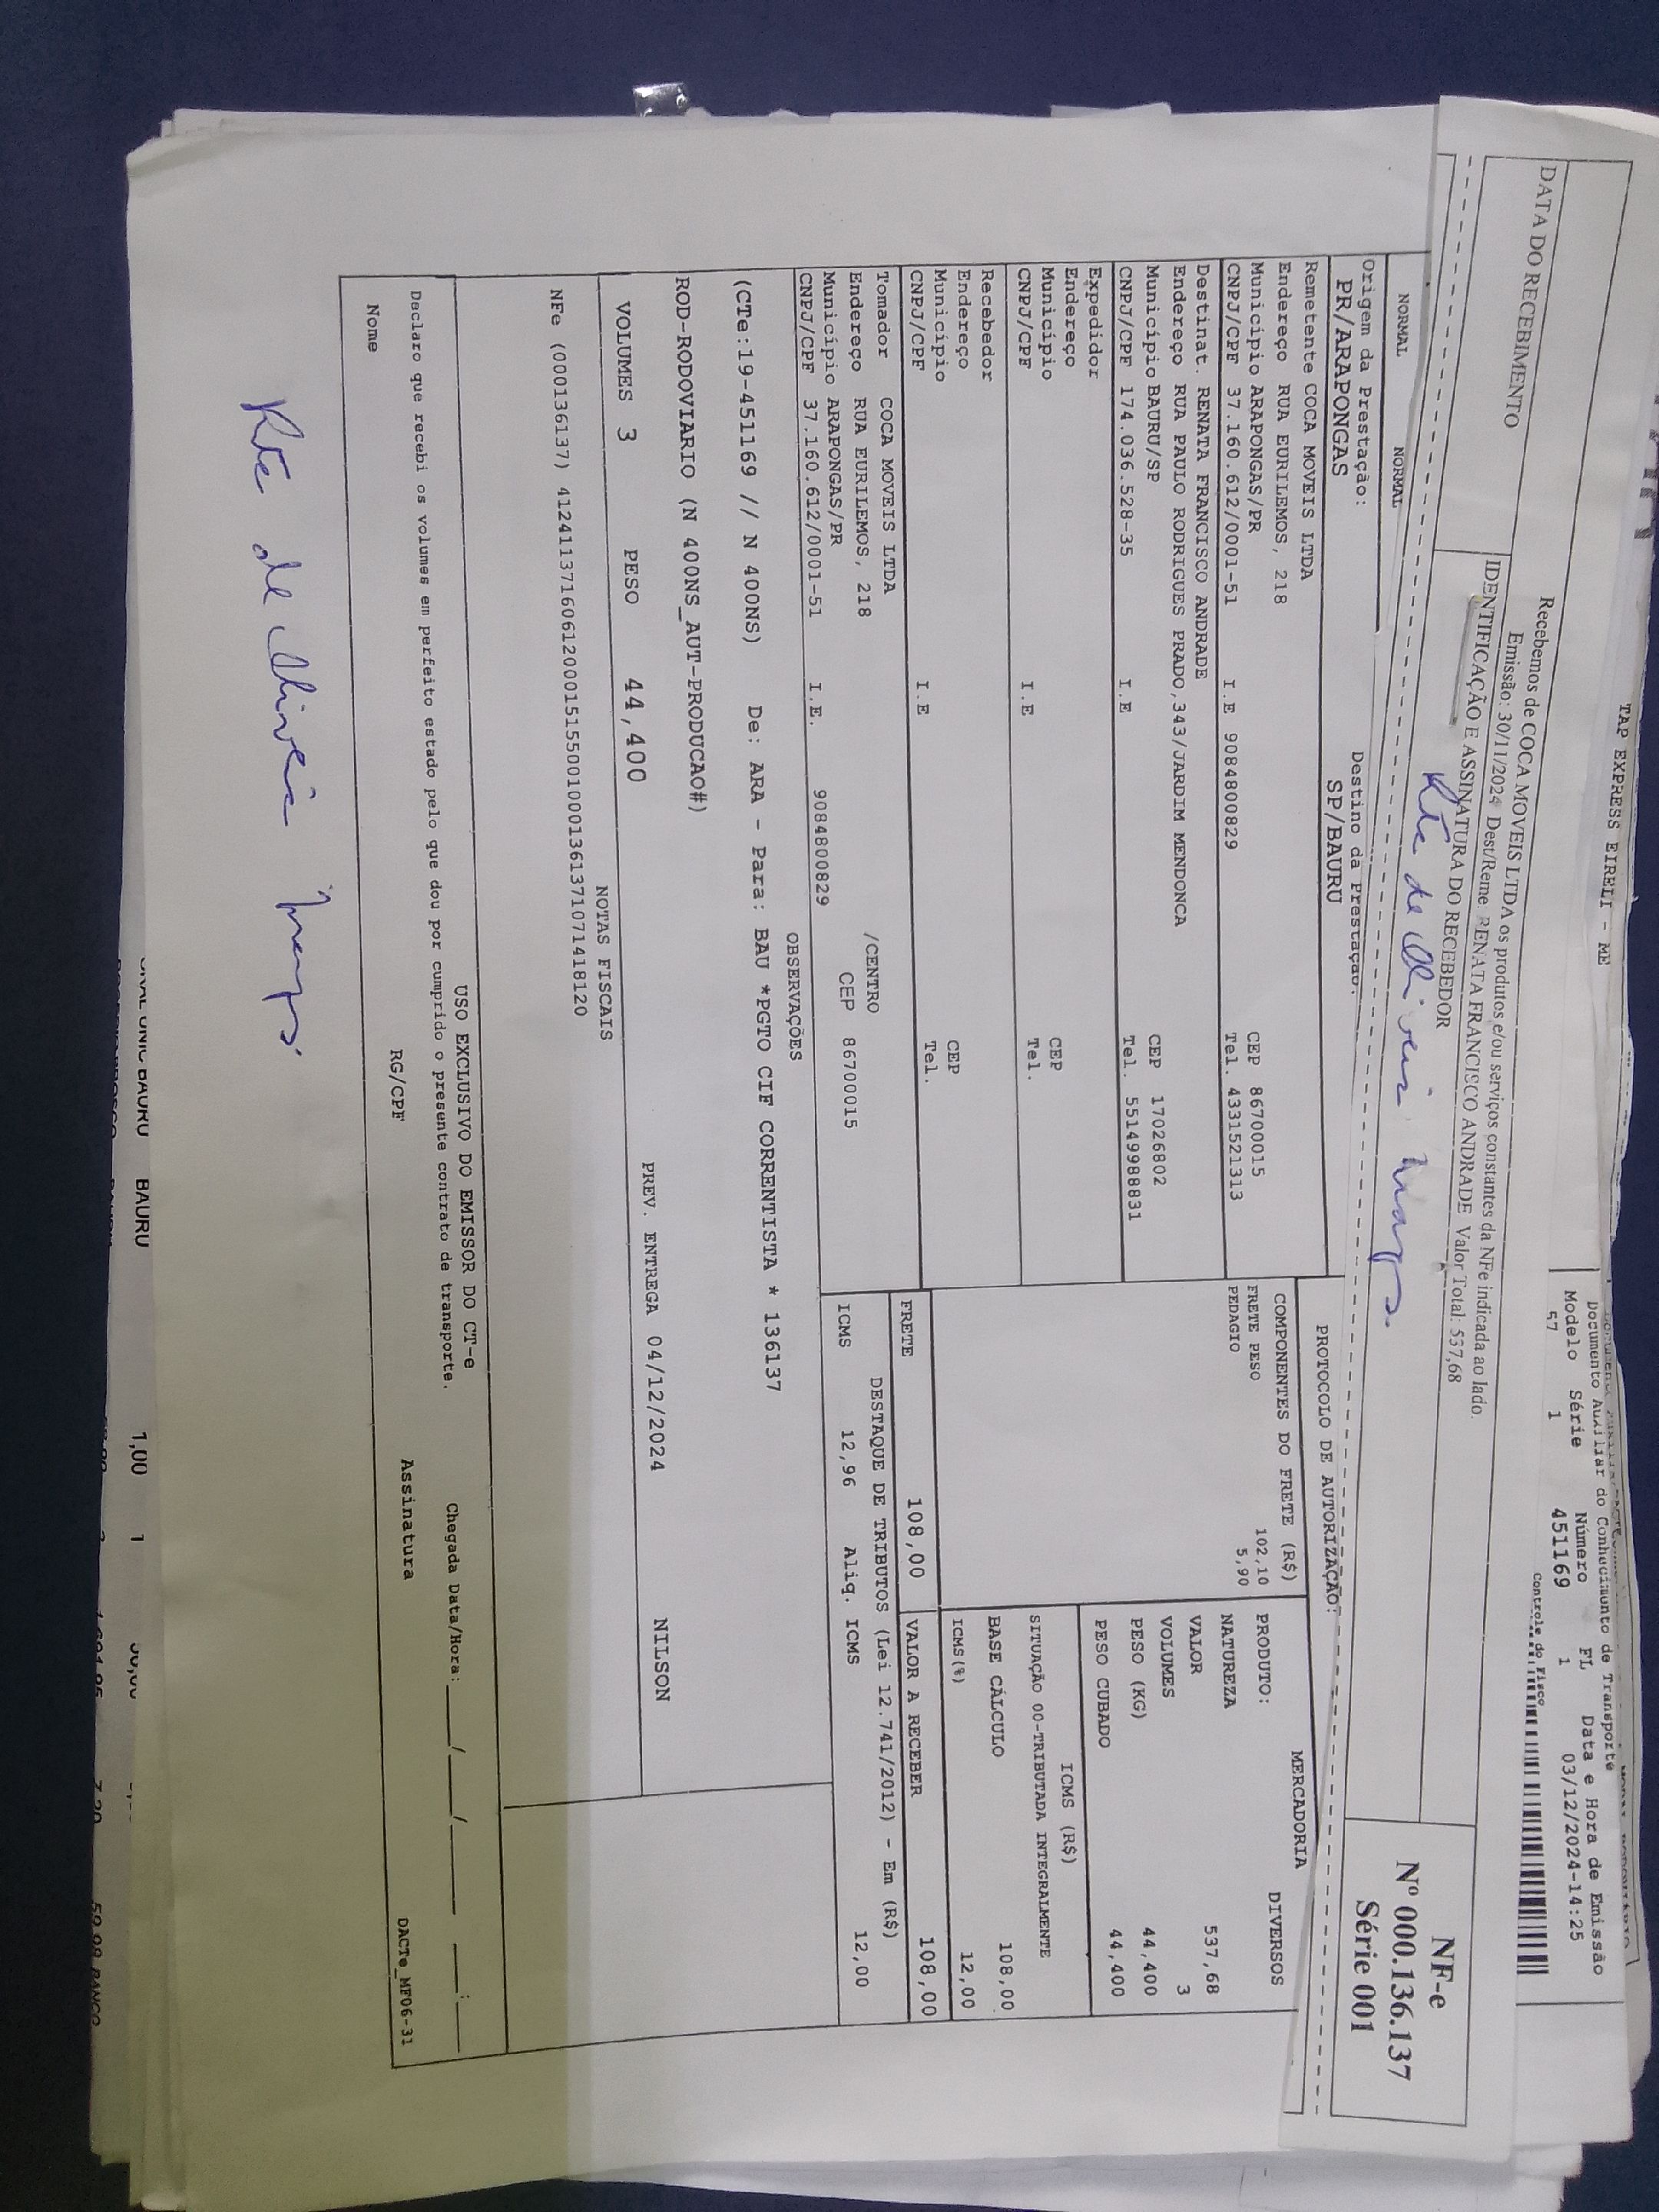 TAP EXPRESS EIRELI - ME
Documento Auxiliar do Conhecimento de Transporte
Modelo Série Número FL Data e Hora de Emissão
57 1 451169 1 03/12/2024-14:25
Controle do Fisco
Recebemos de COCA MOVEIS LTDA os produtos e/ou serviços constantes da NFe indicada ao lado.
Emissão: 30/11/2024 Dest/Reme: RENATA FRANCISCO ANDRADE Valor Total: 537,68
DATA DO RECEBIMENTO
IDENTIFICAÇÃO E ASSINATURA DO RECEBEDOR
NF-e
Nº 000.136.137
Série 001
NORMAL NORMAL
PROTOCOLO DE AUTORIZAÇÃO:
Origem da Prestação: Destino da Prestação:
PR/ARAPONGAS SP/BAURU
Remetente COCA MOVEIS LTDA
Endereço RUA EURILEMOS, 218
Município ARAPONGAS/PR CEP 86700015
CNPJ/CPF 37.160.612/0001-51 I.E 9084800829 Tel. 4331521313
Destinat. RENATA FRANCISCO ANDRADE
Endereço RUA PAULO RODRIGUES PRADO,343/JARDIM MENDONCA
Município BAURU/SP CEP 17026802
CNPJ/CPF 174.036.528-35 I.E Tel. 5514998831
Expedidor
Endereço
Município CEP
CNPJ/CPF I.E Tel.
Recebedor
Endereço
Município CEP
CNPJ/CPF I.E Tel.
Tomador COCA MOVEIS LTDA
Endereço RUA EURILEMOS, 218 /CENTRO
Município ARAPONGAS/PR CEP 86700015
CNPJ/CPF 37.160.612/0001-51 I.E. 9084800829
COMPONENTES DO FRETE (R$)
FRETE PESO 102,10
PEDAGIO 5,90
MERCADORIA
PRODUTO: DIVERSOS
NATUREZA
VALOR 537,68
VOLUMES 3
PESO (KG) 44,400
PESO CUBADO 44,400
ICMS (R$)
SITUAÇÃO 00-TRIBUTADA INTEGRALMENTE
BASE CÁLCULO 108,00
ICMS(%) 12,00
FRETE 108,00 VALOR A RECEBER 108,00
DESTAQUE DE TRIBUTOS (Lei 12.741/2012) - Em (R$)
ICMS 12,96 Aliq. ICMS 12,00
OBSERVAÇÕES
(CTe:19-451169 // N 400NS) De: ARA - Para: BAU *PGTO CIF CORRENTISTA * 136137
ROD-RODOVIARIO (N 400NS_AUT-PRODUCAO#)
VOLUMES 3 PESO 44,400 PREV. ENTREGA 04/12/2024 NILSON
NOTAS FISCAIS
NFe (000136137) 41241137160612000151550010001361371071418120
USO EXCLUSIVO DO EMISSOR DO CT-e
Declaro que recebi os volumes em perfeito estado pelo que dou por cumprido o presente contrato de transporte. Chegada Data/Hora: ___/___/_____ ___:___
Nome RG/CPF Assinatura DACTe_MF06-31
BAURU BAURU 1,00 1